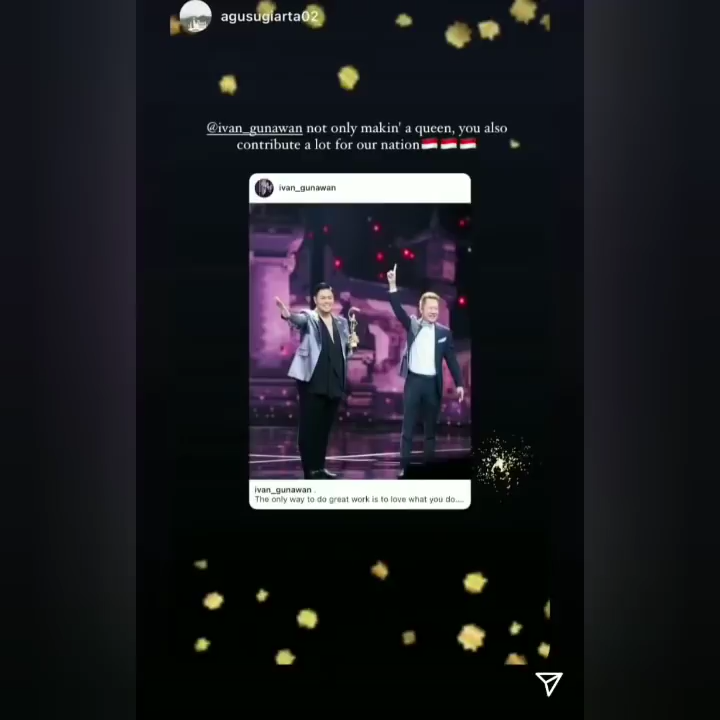 agusugiarta02
@ivan_gunawan not only makin' a queen, you also
contribute a lot for our nation🇮🇩🇮🇩🇮🇩
ivan_gunawan
ivan_gunawan .
The only way to do great work is to love what you do....